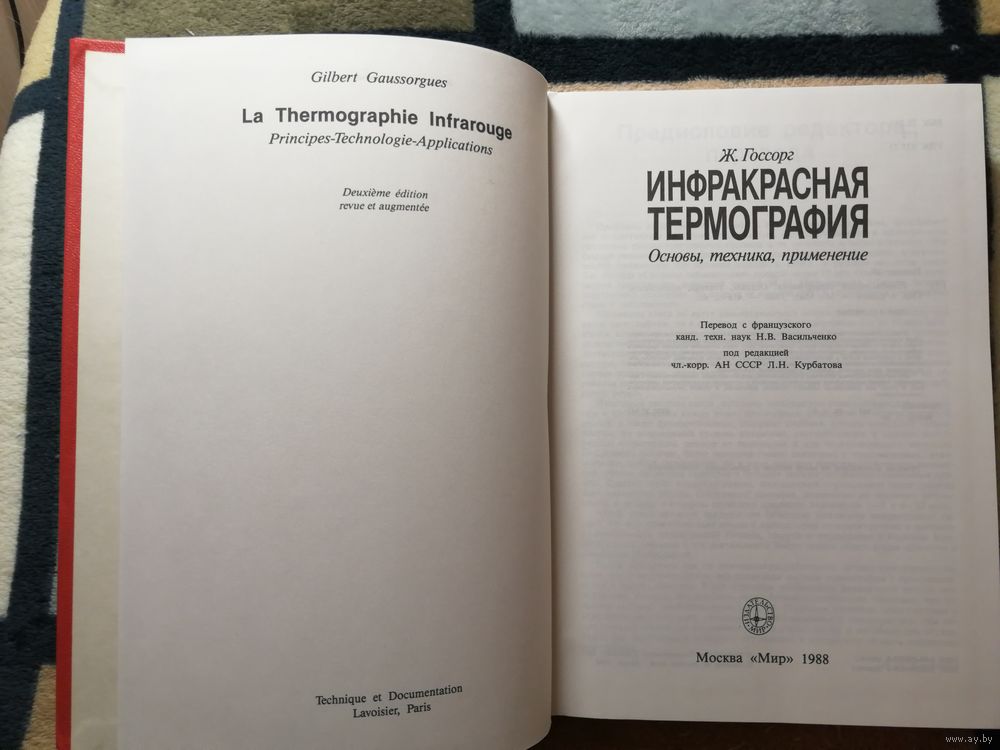 Gilbert Gaussorgues
La Thermographie Infrarouge
Principes-Technologie-Applications
Deuxième édition
revue et augmentée
Technique et Documentation
Lavoisier, Paris
Ж. Госсорг
ИНФРАКРАСНАЯ
ТЕРМОГРАФИЯ
Основы, техника, применение
Перевод с французского
канд. техн. наук Н.В. Васильченко
под редакцией
чл.-корр. АН СССР Л.Н. Курбатова
ИЗДАТЕЛЬСТВО
МИР
Москва «Мир» 1988
www.ay.by